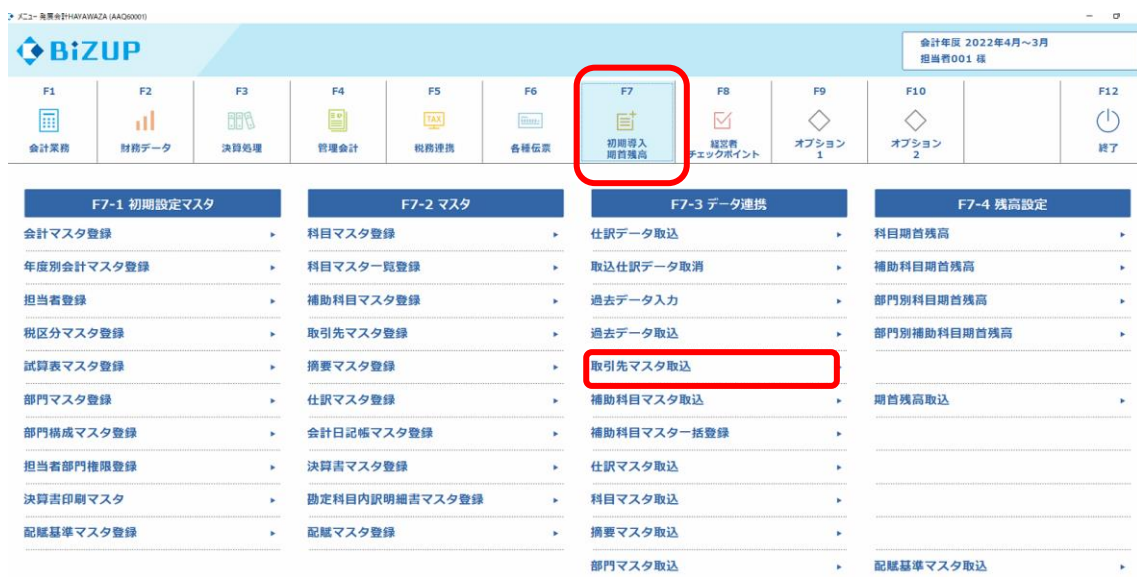 メニュー 発展会計HAYAWAZA (AAQ60001)
BiZUP
会計年度 2022年4月～3月
担当者001 様
F1 F2 F3 F4 F5 F6 F7 F8 F9 F10 F12
TAX
会計業務 財務データ 決算処理 管理会計 税務連携 各種伝票 初期導入 期首残高 経営者 チェックポイント オプション 1 オプション 2 終了
F7-1 初期設定マスタ F7-2 マスタ F7-3 データ連携 F7-4 残高設定
会計マスタ登録 科目マスタ登録 仕訳データ取込 科目期首残高
年度別会計マスタ登録 科目マスタ一覧登録 取込仕訳データ取消 補助科目期首残高
担当者登録 補助科目マスタ登録 過去データ入力 部門別科目期首残高
税区分マスタ登録 取引先マスタ登録 過去データ取込 部門別補助科目期首残高
試算表マスタ登録 摘要マスタ登録 取引先マスタ取込
部門マスタ登録 仕訳マスタ登録 補助科目マスタ取込 期首残高取込
部門構成マスタ登録 会計日記帳マスタ登録 補助科目マスタ一括登録
担当者部門権限登録 決算書マスタ登録 仕訳マスタ取込
決算書印刷マスタ 勘定科目内訳明細書マスタ登録 科目マスタ取込
配賦基準マスタ登録 配賦マスタ登録 摘要マスタ取込
部門マスタ取込 配賦基準マスタ取込